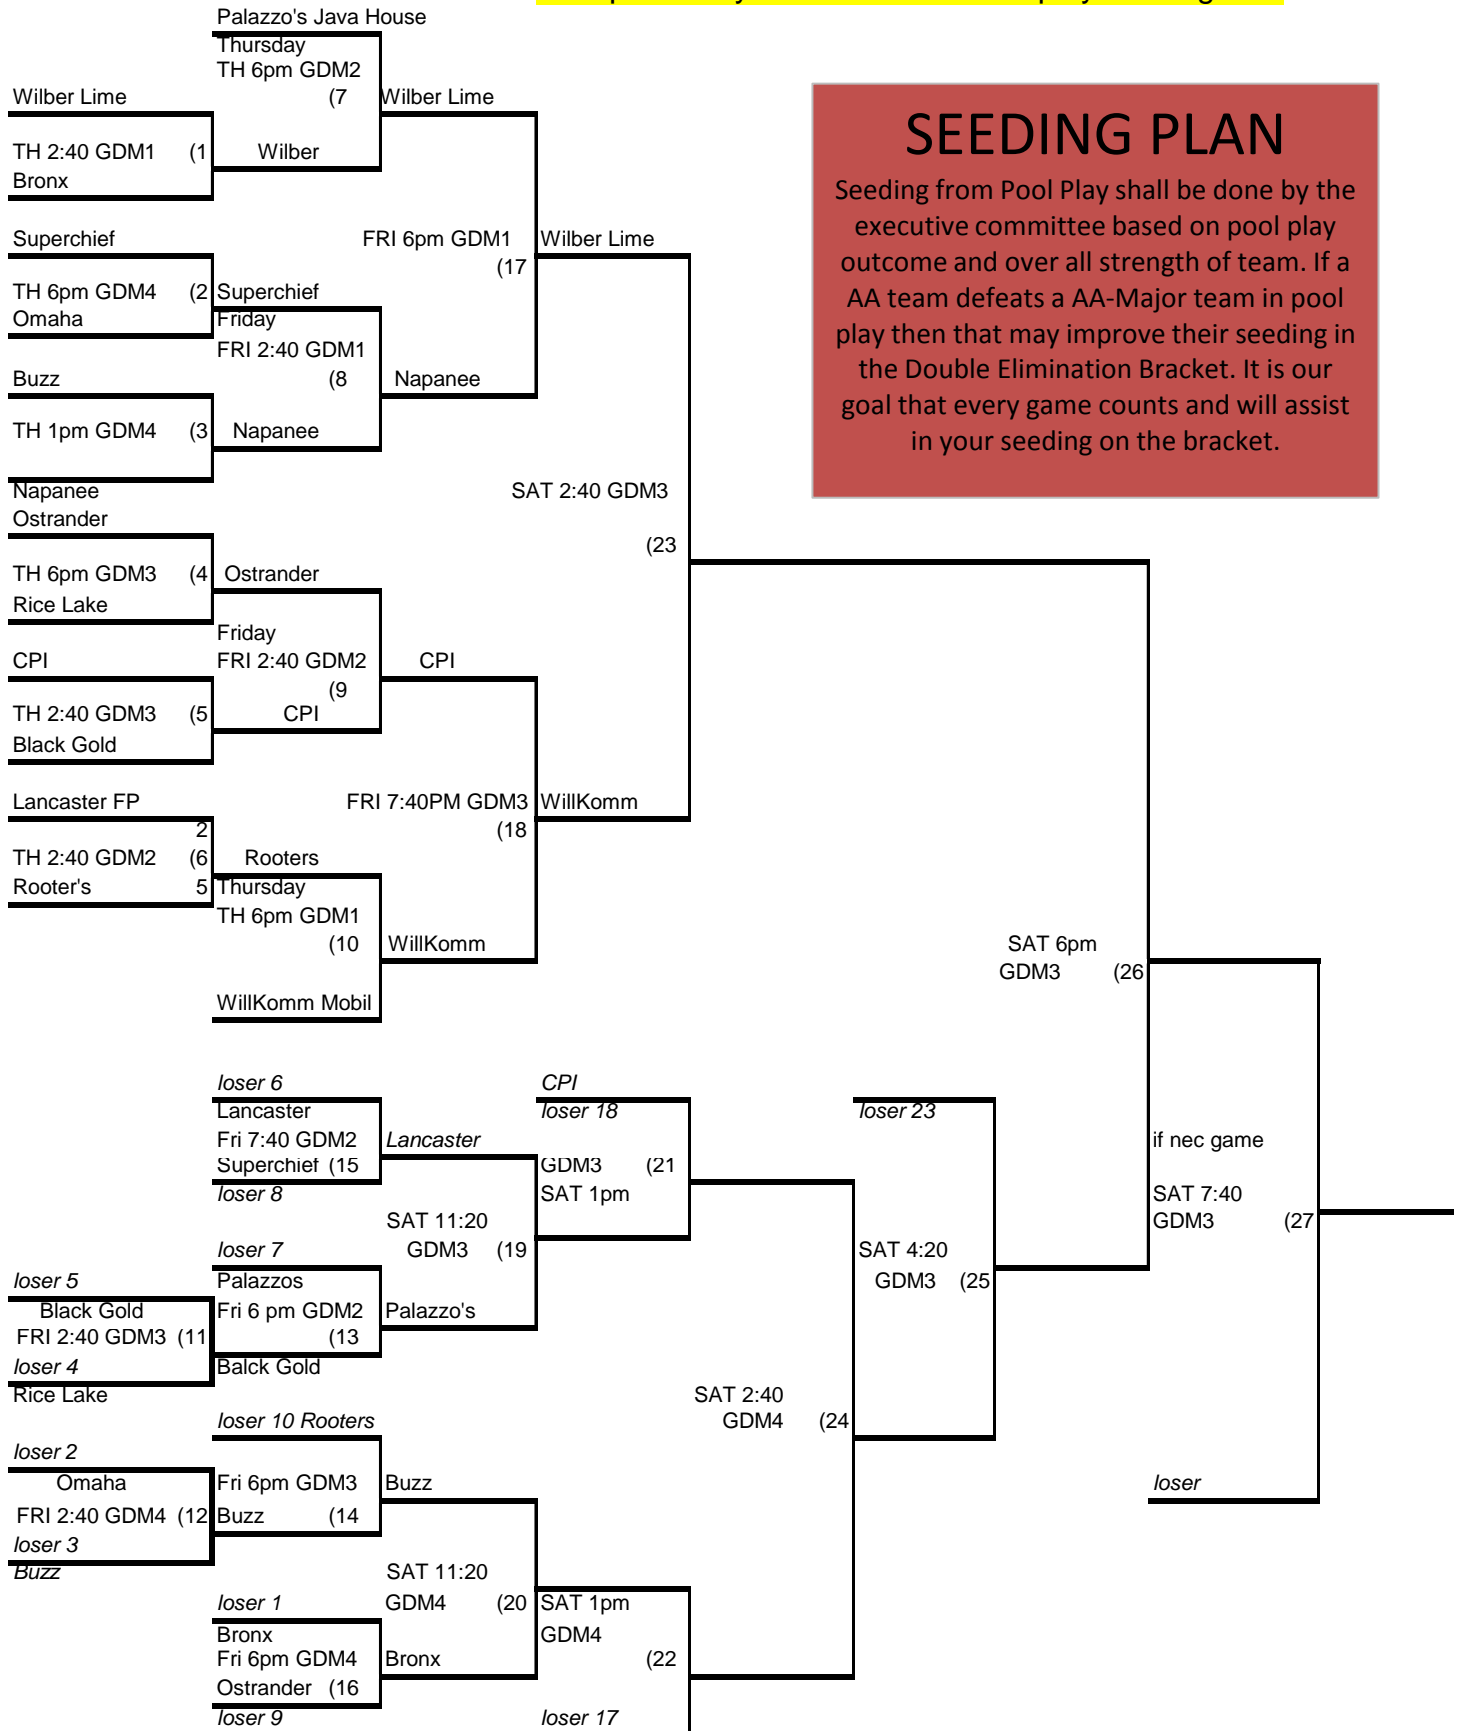 Palazzo's Java House
Thursday
TH 6pm GDM2
(7
Wilber Lime
Wilber Lime
TH 2:40 GDM1 (1
Wilber
Bronx
SEEDING PLAN
Seeding from Pool Play shall be done by the
executive committee based on pool play
outcome and over all strength of team. If a
AA team defeats a AA-Major team in pool
play then that may improve their seeding in
the Double Elimination Bracket. It is our
goal that every game counts and will assist
in your seeding on the bracket.
Superchief
FRI 6pm GDM1
(17
Wilber Lime
TH 6pm GDM4 (2
Superchief
Omaha
Friday
FRI 2:40 GDM1
(8
Napanee
Buzz
TH 1pm GDM4 (3
Napanee
Napanee
Ostrander
SAT 2:40 GDM3
(23
TH 6pm GDM3 (4
Ostrander
Rice Lake
Friday
FRI 2:40 GDM2
(9
CPI
CPI
TH 2:40 GDM3 (5
CPI
Black Gold
Lancaster FP
2
FRI 7:40PM GDM3
(18
WillKomm
TH 2:40 GDM2 (6
Rooters
Rooter's 5
Thursday
TH 6pm GDM1
(10
WillKomm
WillKomm Mobil
SAT 6pm
GDM3 (26
loser 6
Lancaster
Fri 7:40 GDM2
Superchief (15
loser 8
Lancaster
CPI
loser 18
GDM3 (21
SAT 1pm
loser 23
if nec game
SAT 7:40
GDM3 (27
SAT 11:20
GDM3 (19
SAT 4:20
GDM3 (25
loser 7
Palazzos
Fri 6 pm GDM2
(13
Palazzo's
loser 5
Black Gold
FRI 2:40 GDM3 (11
loser 4
Rice Lake
Balck Gold
SAT 2:40
GDM4 (24
loser 10 Rooters
loser 2
Omaha
FRI 2:40 GDM4 (12
loser 3
Buzz
Fri 6pm GDM3
Buzz (14
Buzz
loser
SAT 11:20
GDM4 (20
SAT 1pm
GDM4
(22
loser 1
Bronx
Fri 6pm GDM4
Ostrander (16
loser 9
Bronx
loser 17